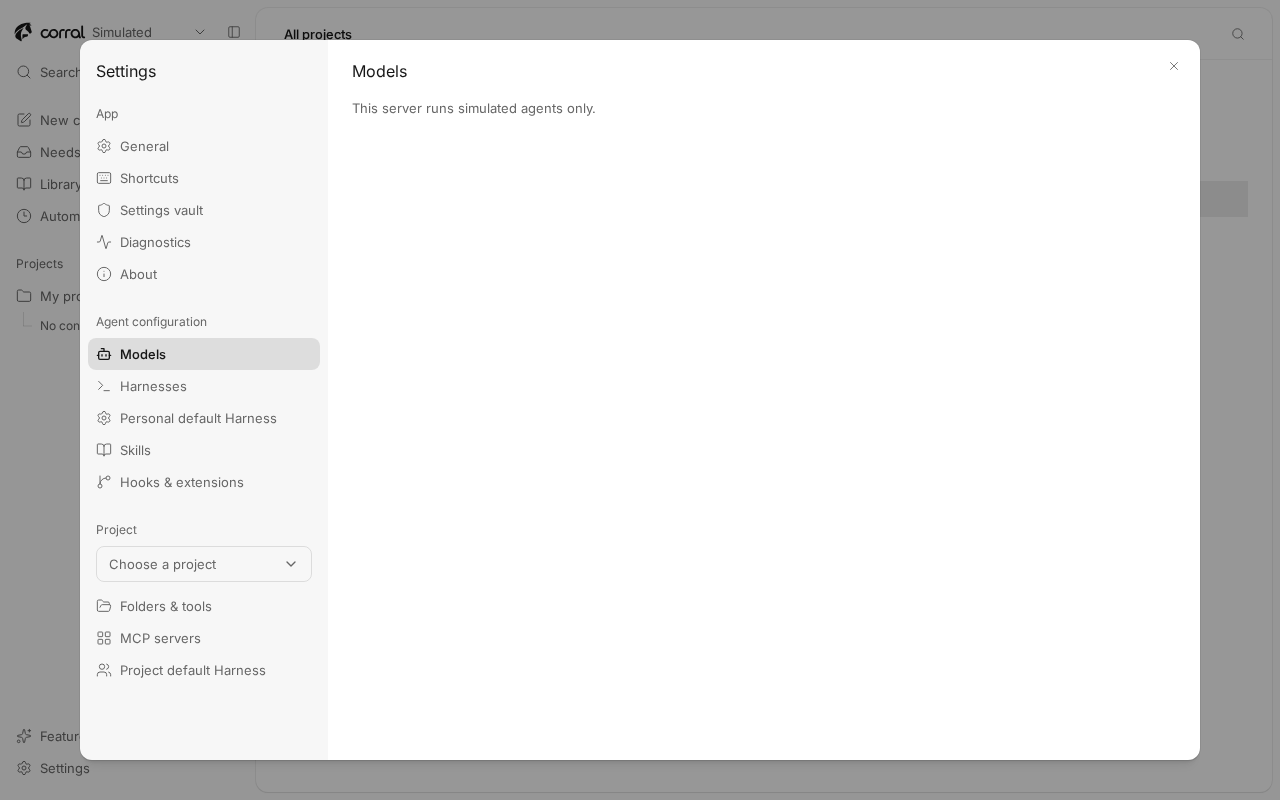 corral Simulated
Search
New c
Needs
Library
Autom
Projects
My pro
No con
Featur
Settings
All projects
Settings
App
General
Shortcuts
Settings vault
Diagnostics
About
Agent configuration
Models
Harnesses
Personal default Harness
Skills
Hooks & extensions
Project
Choose a project
Folders & tools
MCP servers
Project default Harness
Models
This server runs simulated agents only.